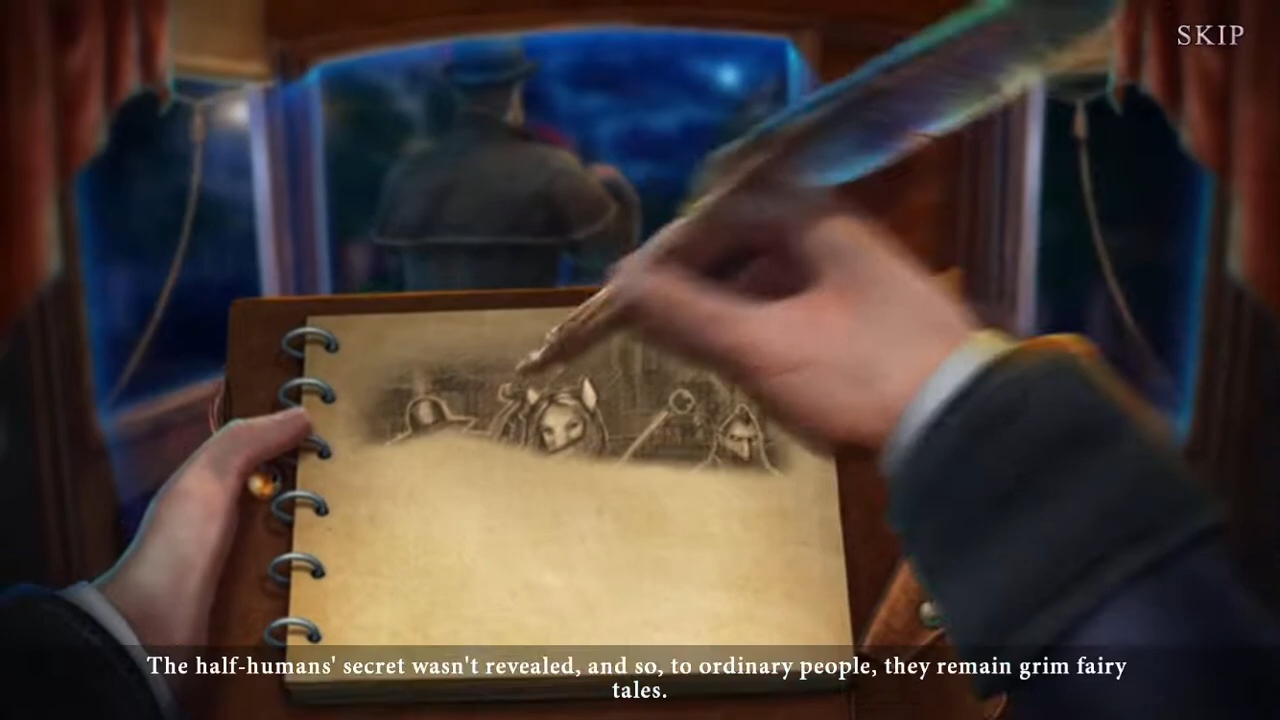 SKIP
The half-humans' secret wasn't revealed, and so, to ordinary people, they remain grim fairy
tales.